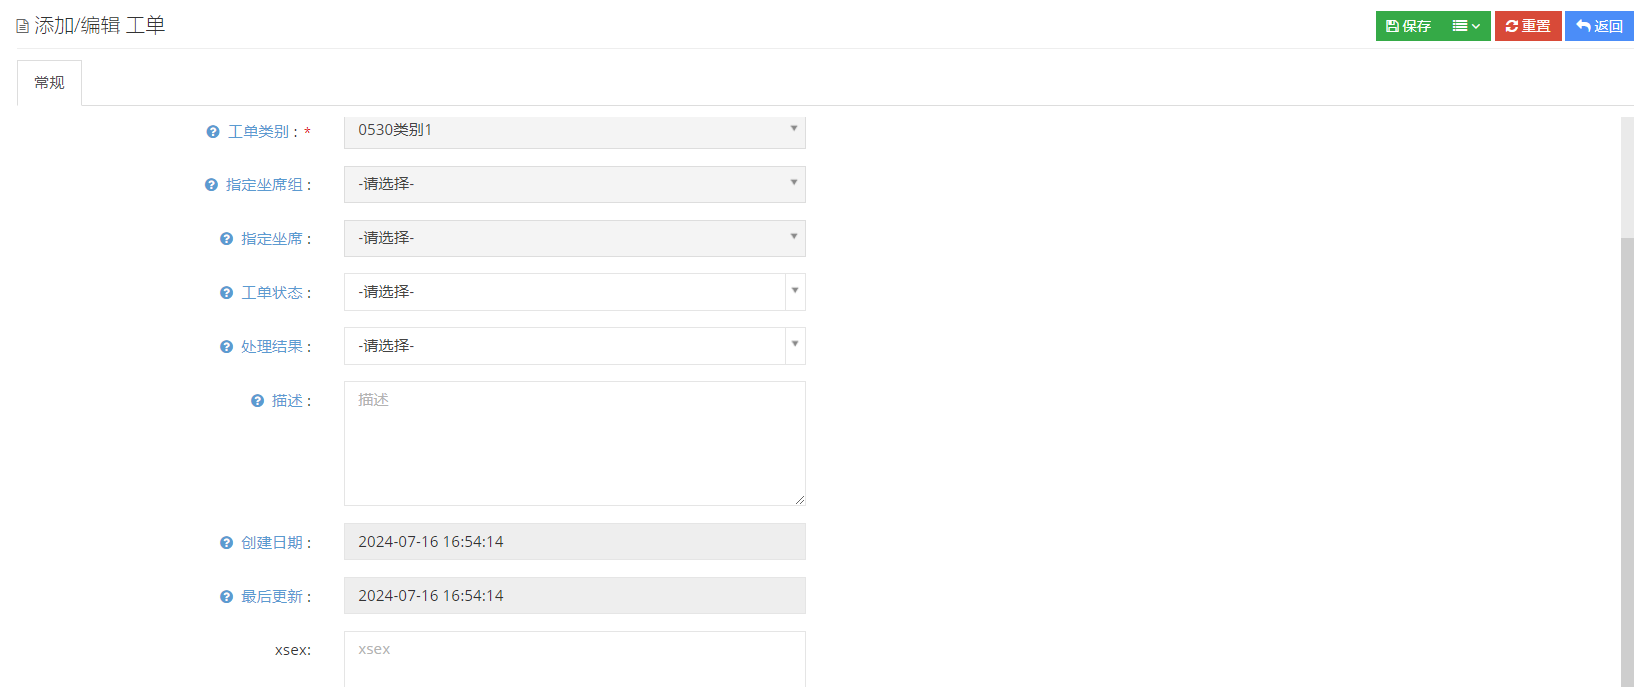 添加/编辑 工单
保存
重置
返回
常规
工单类别 : * 0530类别1
指定坐席组 : -请选择-
指定坐席 : -请选择-
工单状态 : -请选择-
处理结果 : -请选择-
描述 : 描述
创建日期 : 2024-07-16 16:54:14
最后更新 : 2024-07-16 16:54:14
xsex: xsex